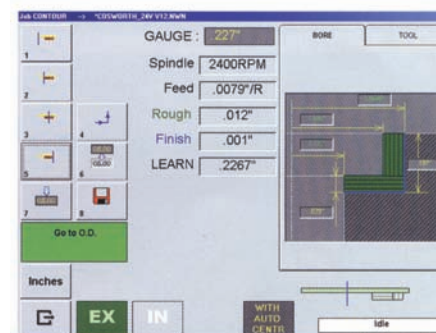 Job CONTOUR -> *COSWORTH_24V V12.NWN
GAUGE : .227"
BORE TOOL
Spindle 2400RPM
Feed .0079"/R
Rough .012"
Finish .001"
LEARN .2267"
1
2
3 4
5 6
7 8
Go to O.D.
Inches
EX IN
WITH
AUTO
CENTR
Idle